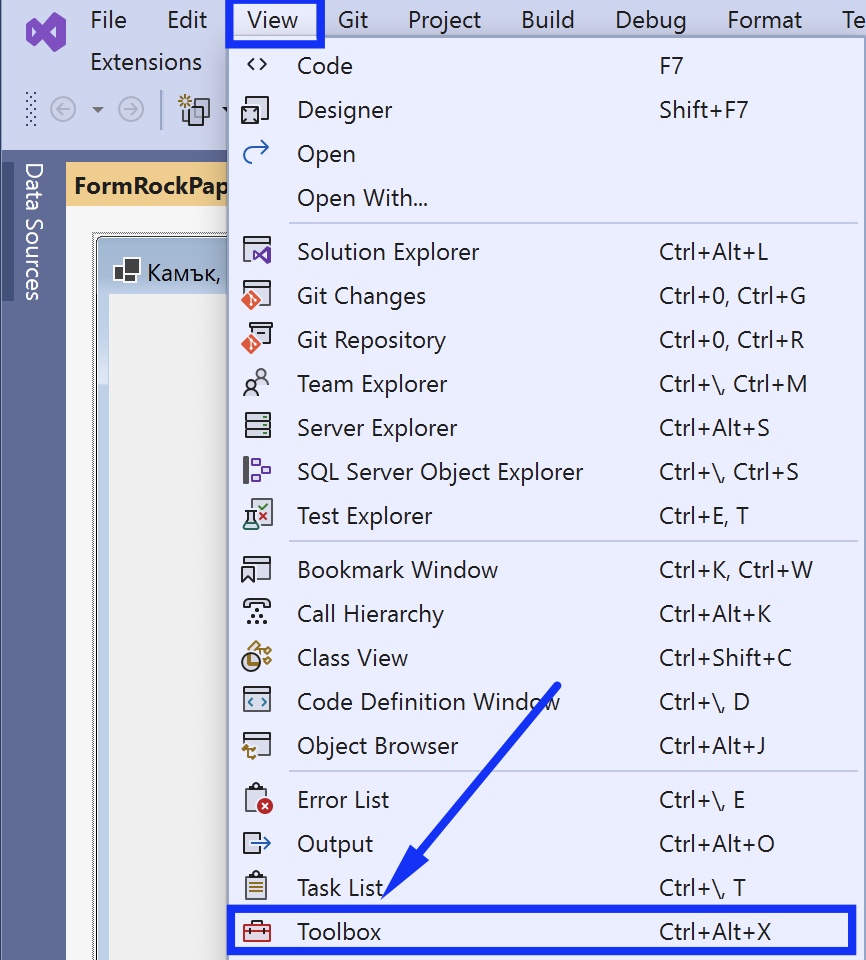 File Edit View Git Project Build Debug Format Te
Extensions
Data Sources
FormRockPap
Камък,
Code F7
Designer Shift+F7
Open
Open With...
Solution Explorer Ctrl+Alt+L
Git Changes Ctrl+0, Ctrl+G
Git Repository Ctrl+0, Ctrl+R
Team Explorer Ctrl+\, Ctrl+M
Server Explorer Ctrl+Alt+S
SQL Server Object Explorer Ctrl+\, Ctrl+S
Test Explorer Ctrl+E, T
Bookmark Window Ctrl+K, Ctrl+W
Call Hierarchy Ctrl+Alt+K
Class View Ctrl+Shift+C
Code Definition Window Ctrl+\, D
Object Browser Ctrl+Alt+J
Error List Ctrl+\, E
Output Ctrl+Alt+O
Task List Ctrl+\, T
Toolbox Ctrl+Alt+X